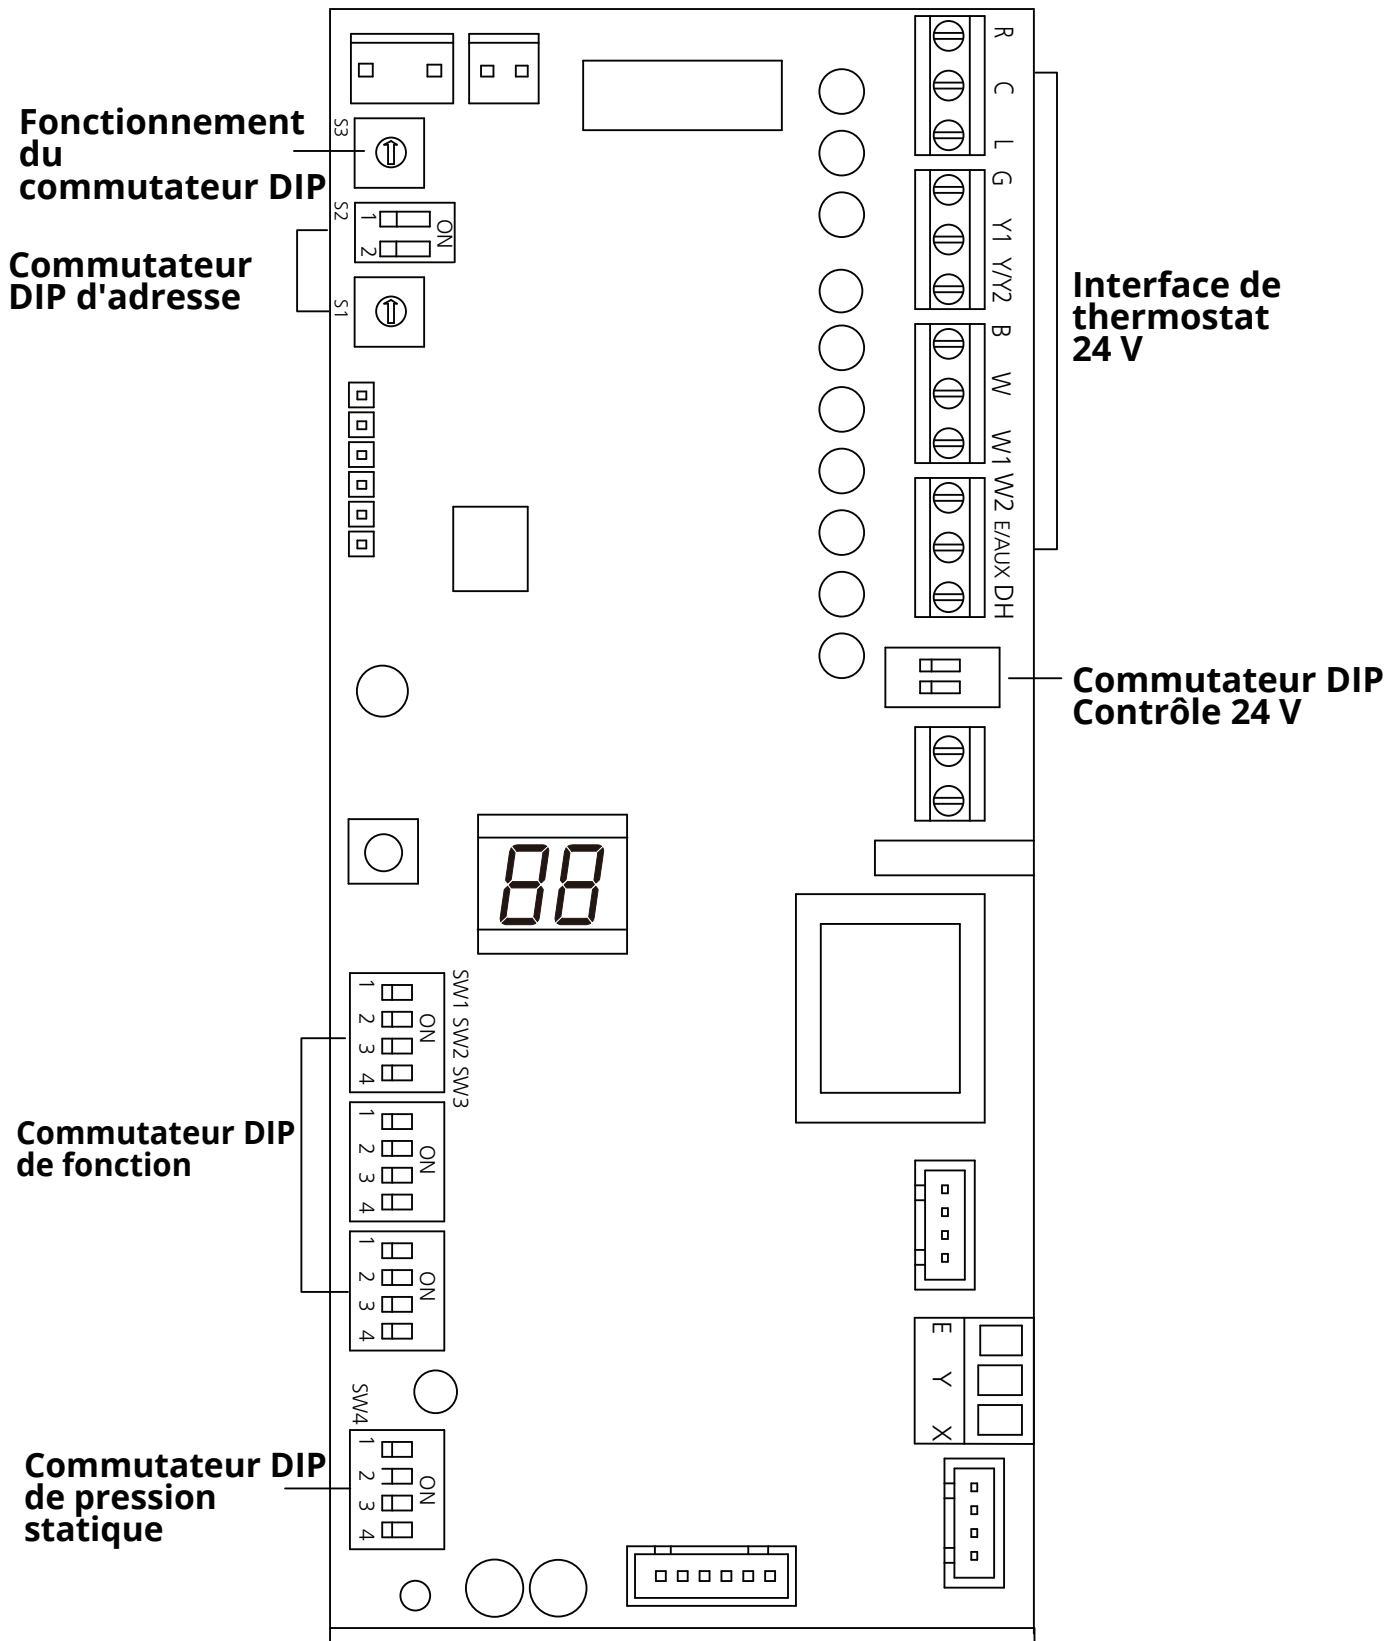 Fonctionnement
du
commutateur DIP
S3
S2
1
2
ON
Commutateur
DIP d'adresse
S1
R
C
L
G
Y1
Y/Y2
B
W
W1
W2
E/AUX
DH
Interface de
thermostat
24 V
Commutateur DIP
Contrôle 24 V
88
SW1 SW2 SW3
1
2
3
4
ON
1
2
3
4
ON
1
2
3
4
ON
Commutateur DIP
de fonction
SW4
1
2
3
4
ON
Commutateur DIP
de pression
statique
E
Y
X